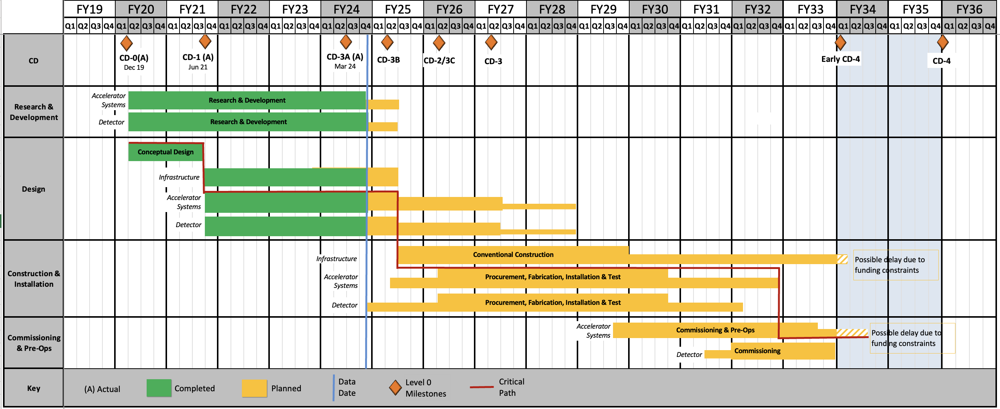 FY19 FY20 FY21 FY22 FY23 FY24 FY25 FY26 FY27 FY28 FY29 FY30 FY31 FY32 FY33 FY34 FY35 FY36
Q1 Q2 Q3 Q4 Q1 Q2 Q3 Q4 Q1 Q2 Q3 Q4 Q1 Q2 Q3 Q4 Q1 Q2 Q3 Q4 Q1 Q2 Q3 Q4 Q1 Q2 Q3 Q4 Q1 Q2 Q3 Q4 Q1 Q2 Q3 Q4 Q1 Q2 Q3 Q4 Q1 Q2 Q3 Q4 Q1 Q2 Q3 Q4 Q1 Q2 Q3 Q4 Q1 Q2 Q3 Q4 Q1 Q2 Q3 Q4 Q1 Q2 Q3 Q4 Q1 Q2 Q3 Q4 Q1 Q2 Q3 Q4
CD
CD-0(A)
Dec 19
CD-1 (A)
Jun 21
CD-3A (A)
Mar 24
CD-3B
CD-2/3C
CD-3
Early CD-4
CD-4
Research &
Development
Accelerator
Systems
Research & Development
Detector
Research & Development
Design
Conceptual Design
Infrastructure
Accelerator
Systems
Detector
Construction &
Installation
Infrastructure
Conventional Construction
Possible delay due to
funding constraints
Accelerator
Systems
Procurement, Fabrication, Installation & Test
Detector
Procurement, Fabrication, Installation & Test
Commissioning
& Pre-Ops
Accelerator
Systems
Commissioning & Pre-Ops
Possible delay due to
funding constraints
Detector
Commissioning
Key
(A) Actual
Completed
Planned
Data
Date
Level 0
Milestones
Critical
Path